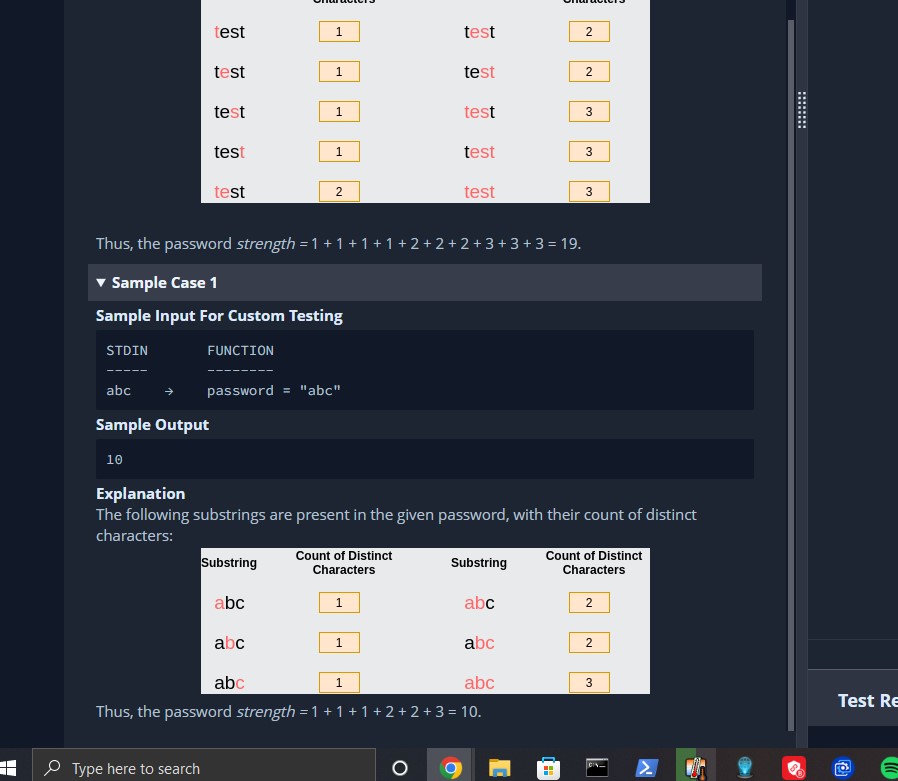 test 1 test 2
test 1 test 2
test 1 test 3
test 1 test 3
test 2 test 3
Thus, the password strength = 1 + 1 + 1 + 1 + 2 + 2 + 2 + 3 + 3 + 3 = 19.
▼ Sample Case 1
Sample Input For Custom Testing
STDIN FUNCTION
----- --------
abc → password = "abc"
Sample Output
10
Explanation
The following substrings are present in the given password, with their count of distinct
characters:
Substring Count of Distinct Characters Substring Count of Distinct Characters
abc 1 abc 2
abc 1 abc 2
abc 1 abc 3
Thus, the password strength = 1 + 1 + 1 + 2 + 2 + 3 = 10.
Test Re
Type here to search